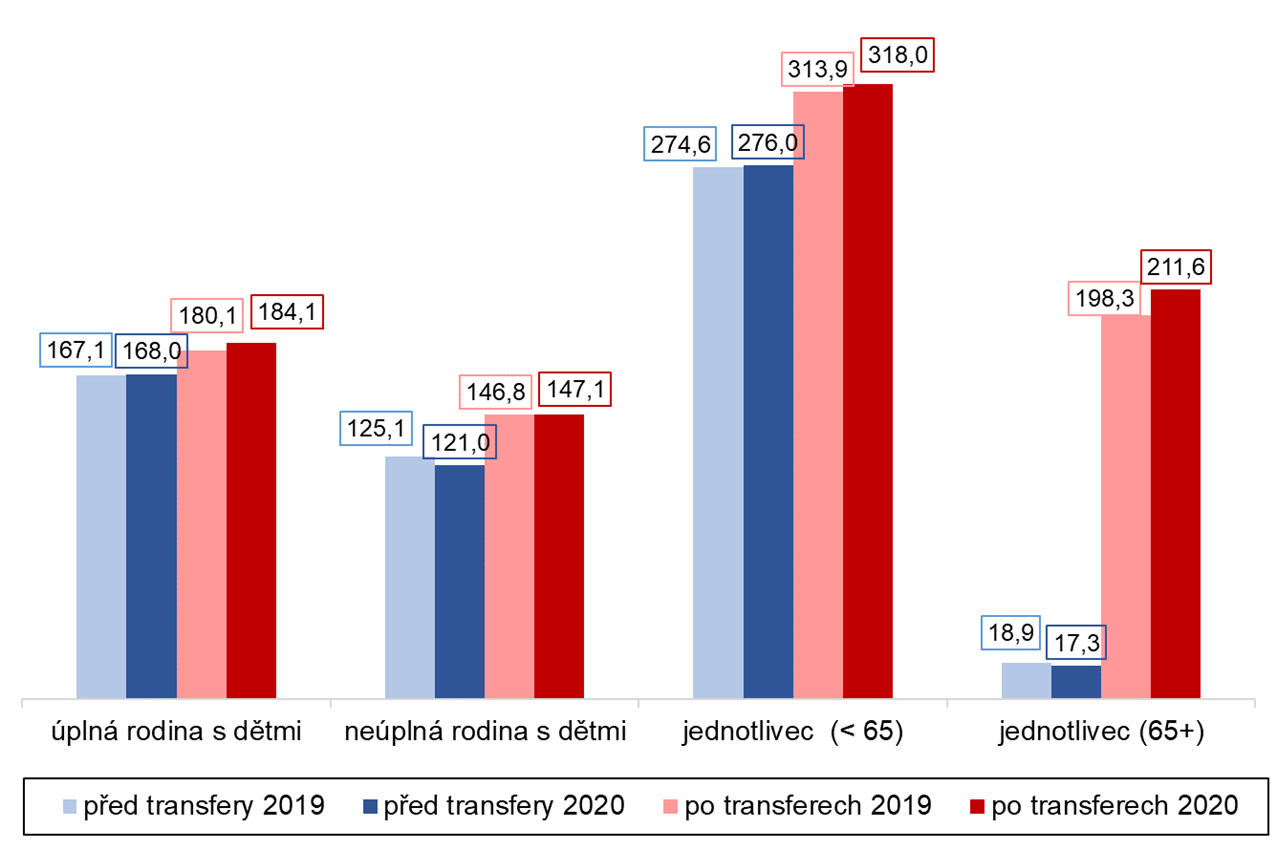 318,0
313,9
274,6
276,0
211,6
198,3
180,1
184,1
167,1
168,0
146,8
147,1
125,1
121,0
18,9
17,3
úplná rodina s dětmi
neúplná rodina s dětmi
jednotlivec (< 65)
jednotlivec (65+)
před transfery 2019
před transfery 2020
po transferech 2019
po transferech 2020